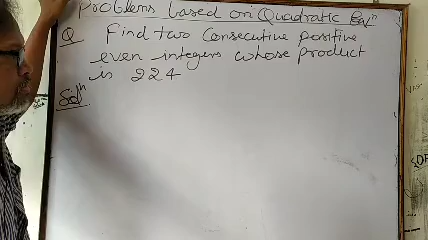 Problems based on Quadratic Eqⁿ
Q Find two Consecutive positive
even integers whose product
is 224
Solⁿ